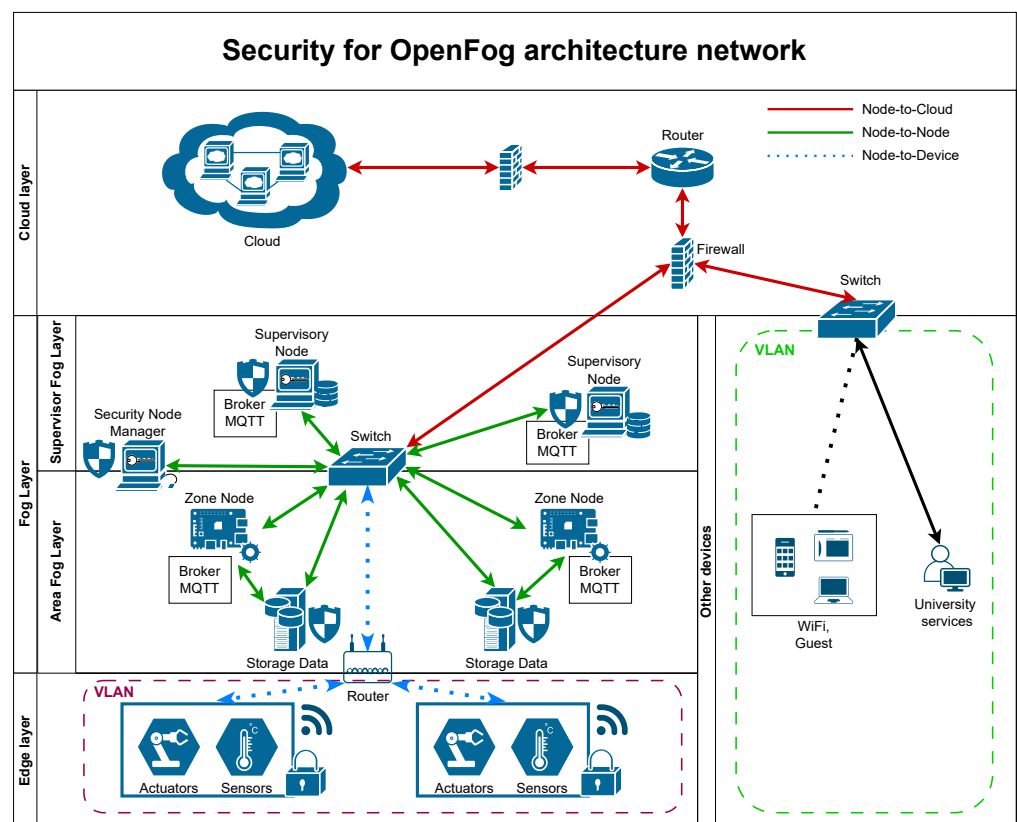 Security for OpenFog architecture network
Cloud layer
Node-to-Cloud
Node-to-Node
Node-to-Device
Router
Cloud
Firewall
Switch
Fog Layer
Supervisor Fog Layer
Supervisory
Node
Broker
MQTT
Supervisory
Node
Broker
MQTT
Security Node
Manager
Switch
Area Fog Layer
Zone Node
Broker
MQTT
Storage Data
Zone Node
Broker
MQTT
Storage Data
Router
Other devices
VLAN
WiFi,
Guest
University
services
Edge layer
VLAN
Actuators
°C
Sensors
Actuators
°C
Sensors